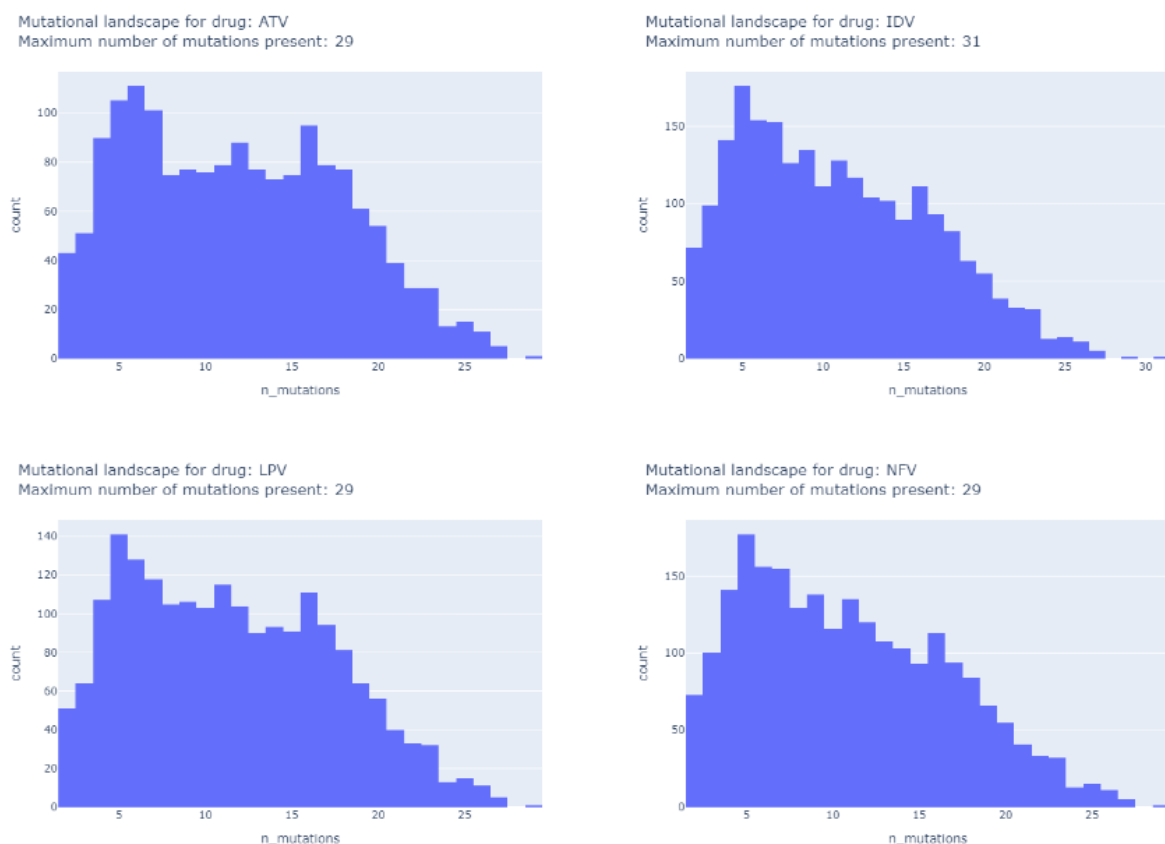 Mutational landscape for drug: ATV
Maximum number of mutations present: 29
100
80
60
40
20
0
count
5 10 15 20 25
n_mutations
Mutational landscape for drug: IDV
Maximum number of mutations present: 31
150
100
50
0
count
5 10 15 20 25 30
n_mutations
Mutational landscape for drug: LPV
Maximum number of mutations present: 29
140
120
100
80
60
40
20
0
count
5 10 15 20 25
n_mutations
Mutational landscape for drug: NFV
Maximum number of mutations present: 29
150
100
50
0
count
5 10 15 20 25
n_mutations